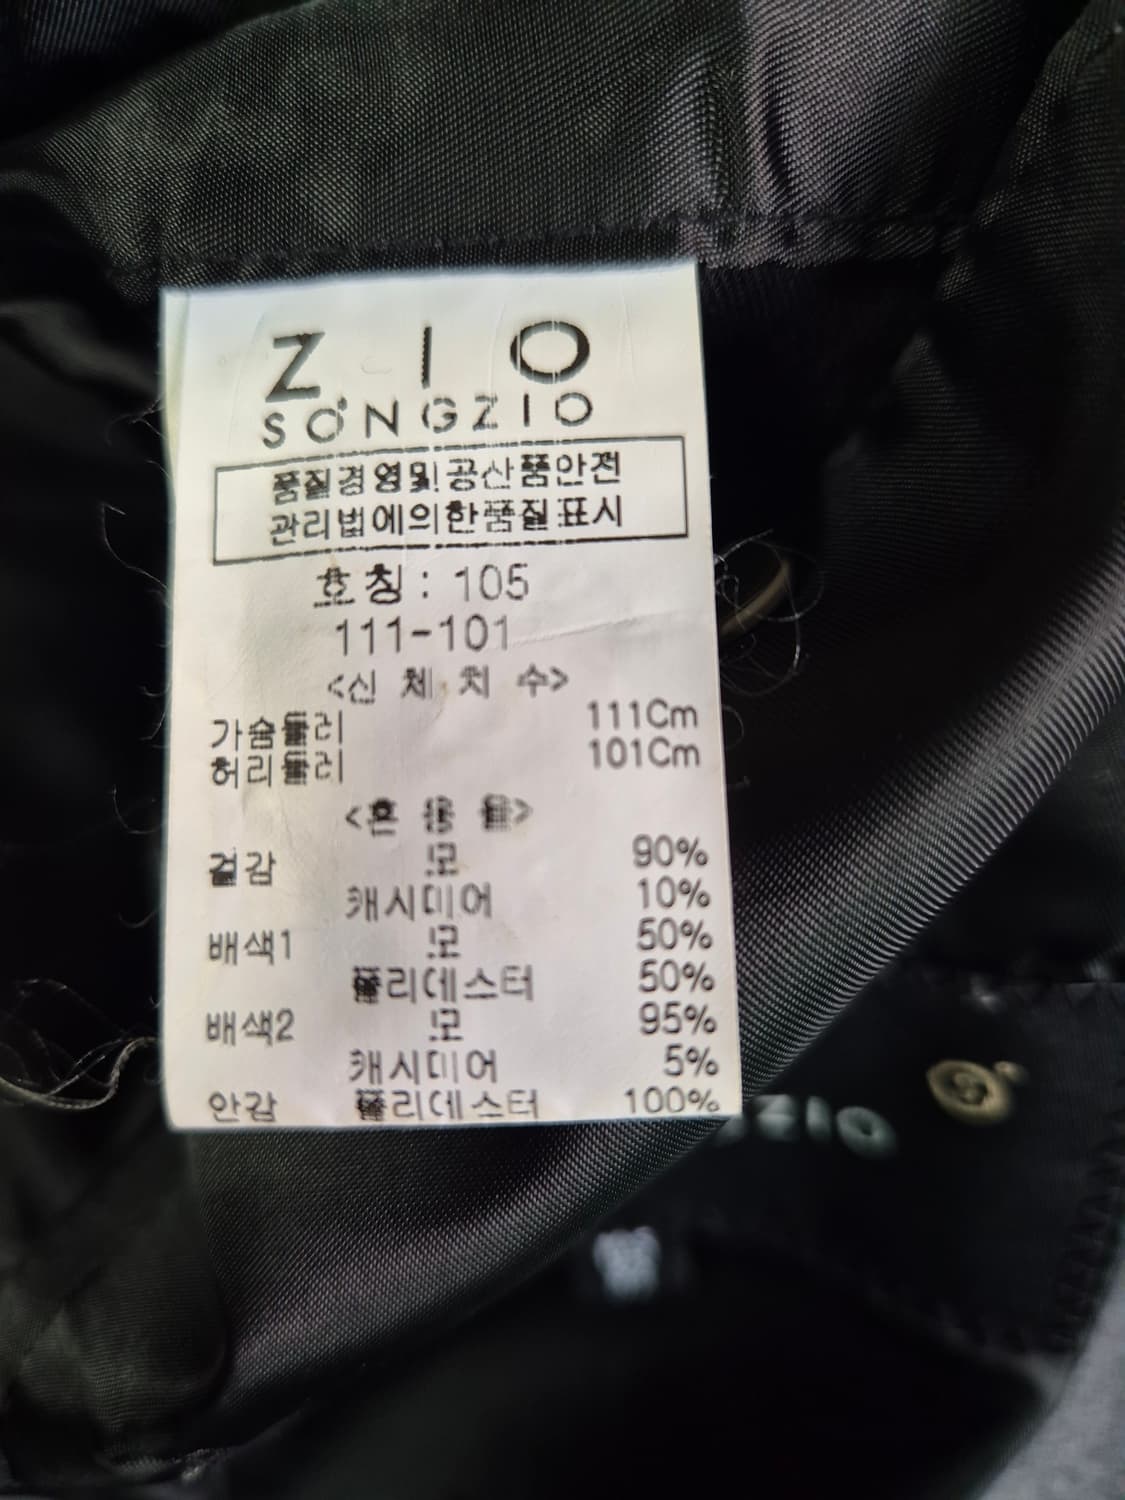 Z I O
SONGZIO
품질경영및공산품안전
관리법에의한품질표시
호칭 : 105
111-101
<신 체 치 수>
가슴둘레 111Cm
허리둘레 101Cm
<혼 용 률>
겉감 모 90%
캐시미어 10%
배색1 모 50%
폴리에스터 50%
배색2 모 95%
캐시미어 5%
안감 폴리에스터 100%
ZIO